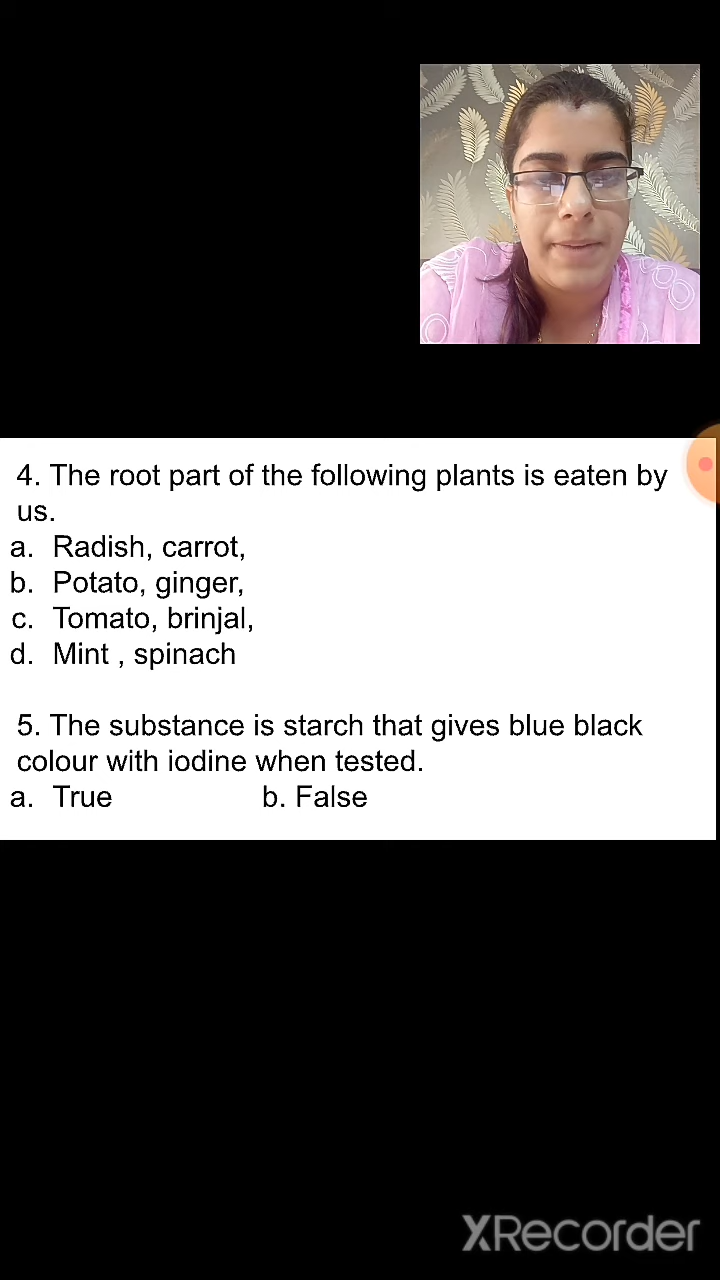 4. The root part of the following plants is eaten by
us.
a. Radish, carrot,
b. Potato, ginger,
c. Tomato, brinjal,
d. Mint , spinach
5. The substance is starch that gives blue black
colour with iodine when tested.
a. True b. False
XRecorder